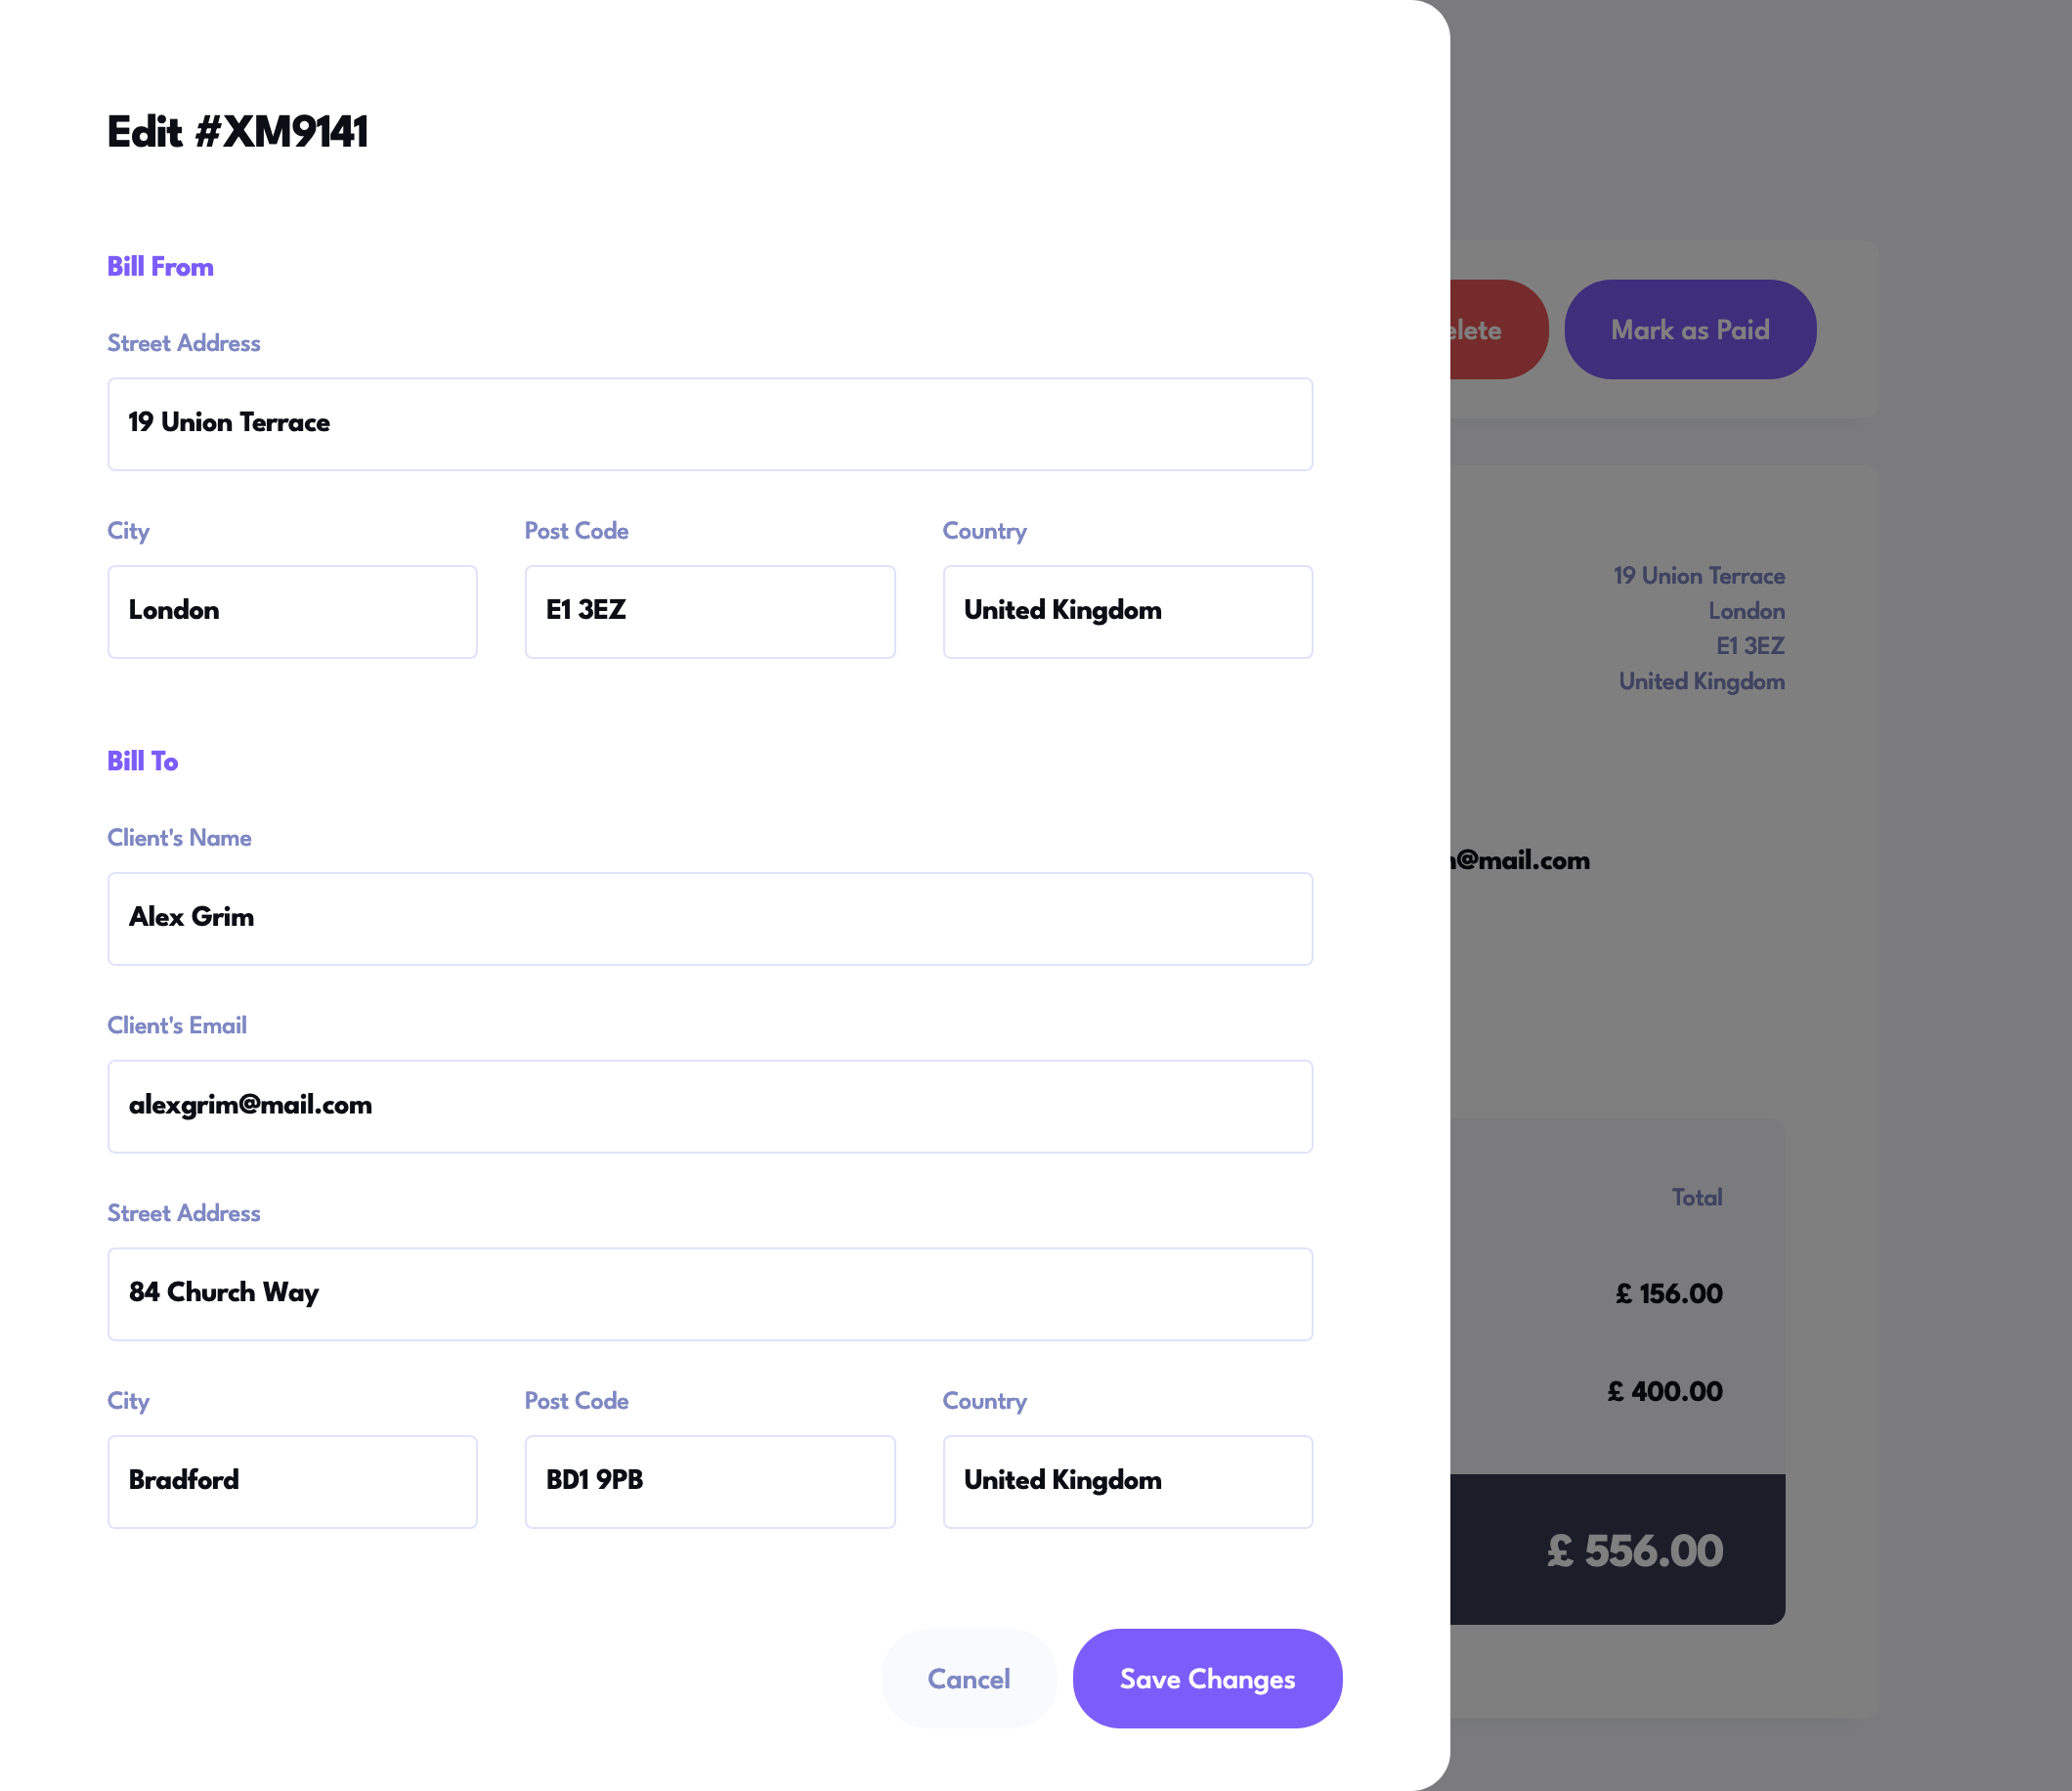 Edit #XM9141
Bill From
Street Address
19 Union Terrace
City Post Code Country
London E1 3EZ United Kingdom
Bill To
Client's Name
Alex Grim
Client's Email
alexgrim@mail.com
Street Address
84 Church Way
City Post Code Country
Bradford BD1 9PB United Kingdom
Cancel Save Changes
elete Mark as Paid
19 Union Terrace
London
E1 3EZ
United Kingdom
@mail.com
Total
£ 156.00
£ 400.00
£ 556.00